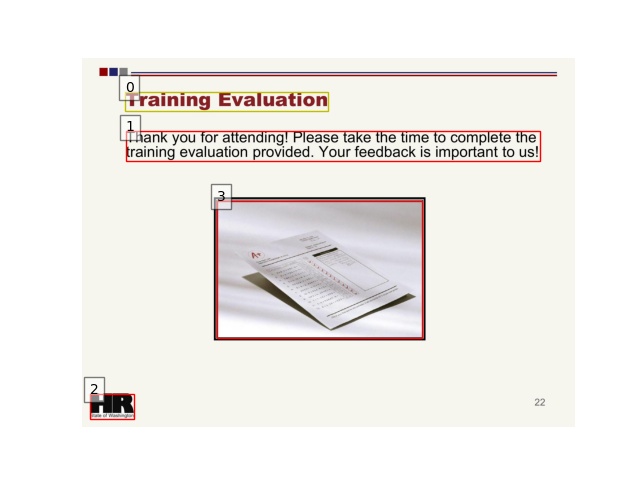 0
Training Evaluation
1
Thank you for attending! Please take the time to complete the
training evaluation provided. Your feedback is important to us!
3
A+
2
HR
State of Washington
22